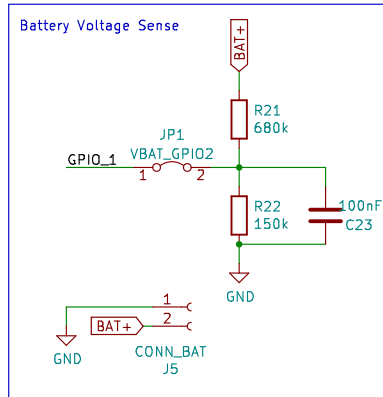 Battery Voltage Sense
BAT+
R21
680k
JP1
VBAT_GPIO2
GPIO_1
1
2
R22
150k
100nF
C23
GND
1
2
BAT+
GND
CONN_BAT
J5